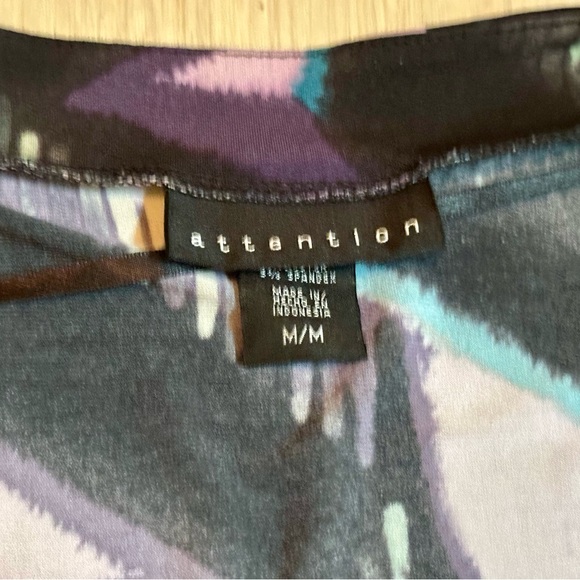 attention
5% SPANDEX
MADE IN/
HECHO EN
INDONESIA
M/M